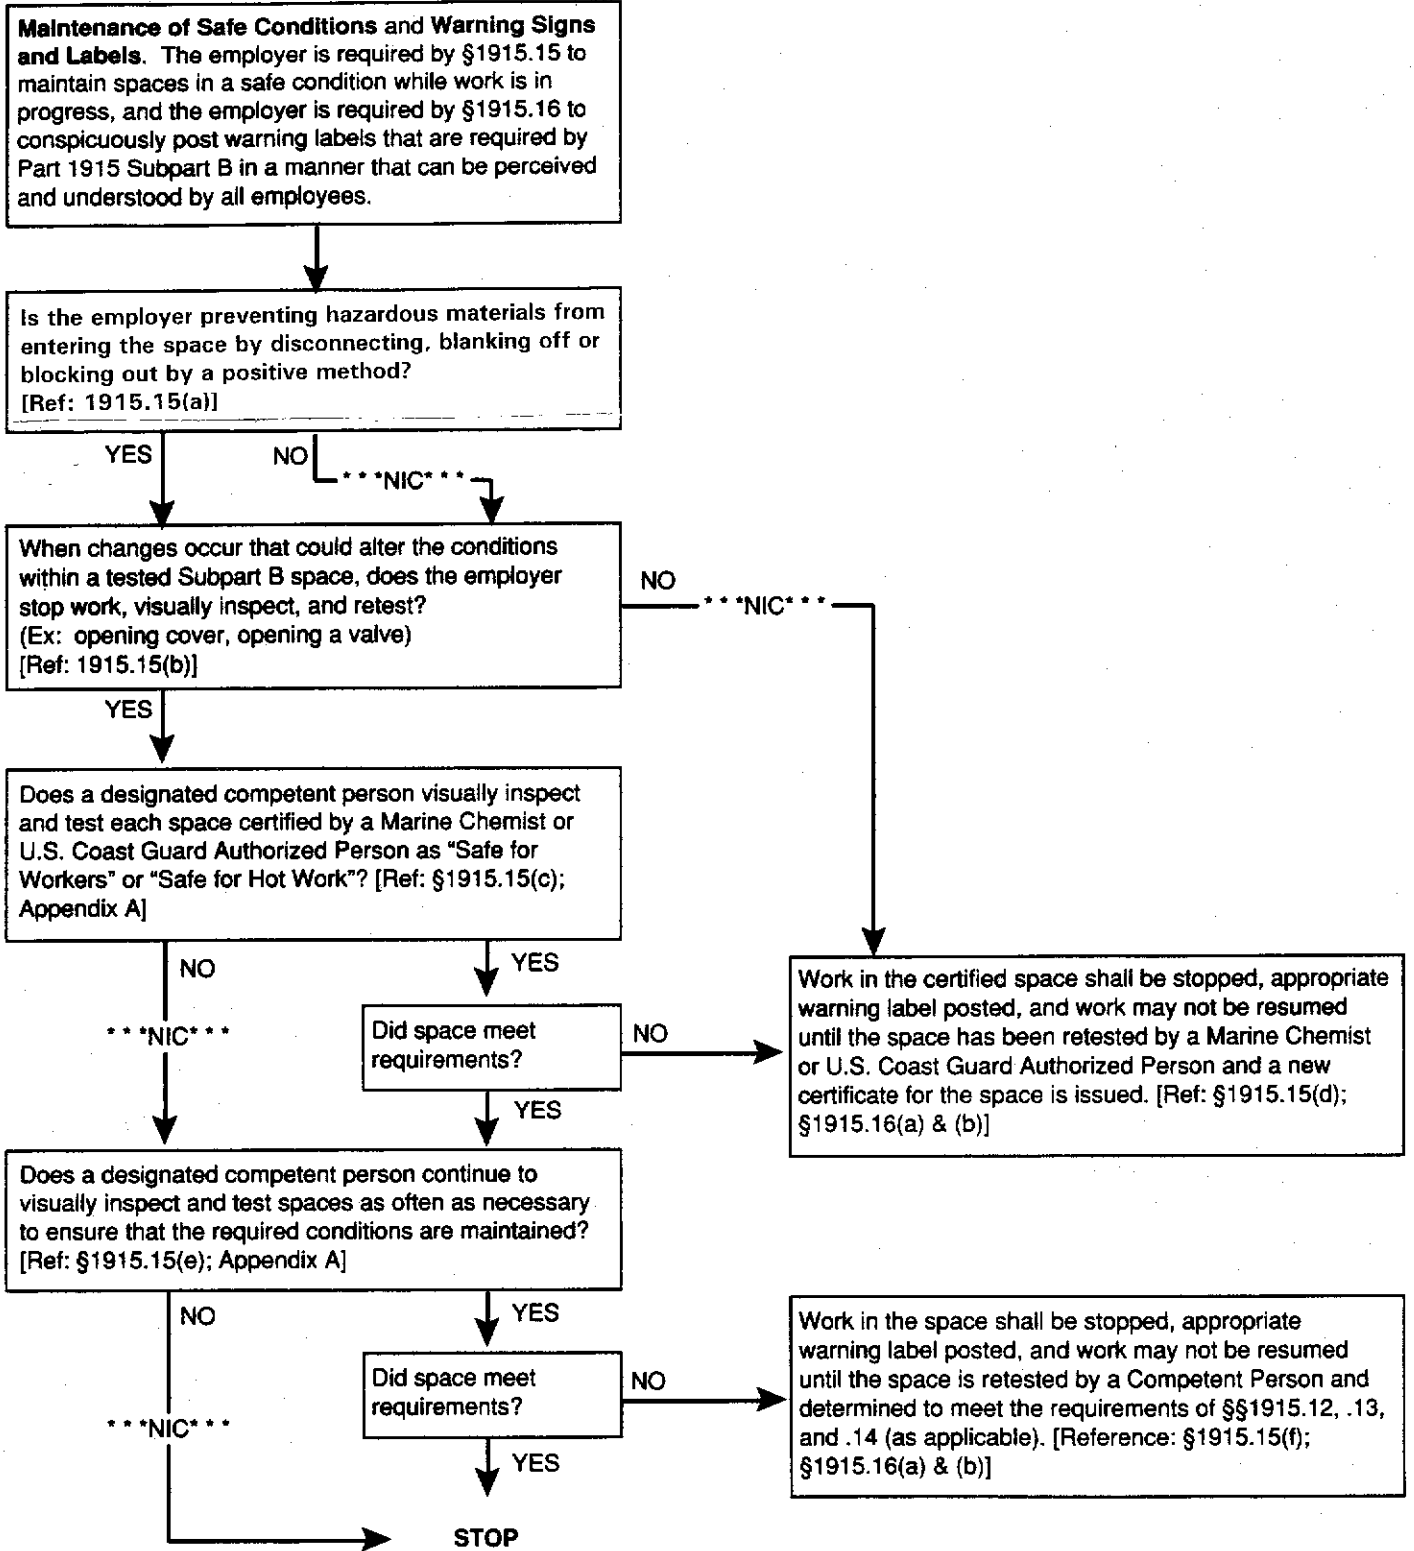 Maintenance of Safe Conditions and Warning Signs
and Labels. The employer is required by §1915.15 to
maintain spaces in a safe condition while work is in
progress, and the employer is required by §1915.16 to
conspicuously post warning labels that are required by
Part 1915 Subpart B in a manner that can be perceived
and understood by all employees.
Is the employer preventing hazardous materials from
entering the space by disconnecting, blanking off or
blocking out by a positive method?
[Ref: 1915.15(a)]
YES
NO
***NIC***
When changes occur that could alter the conditions
within a tested Subpart B space, does the employer
stop work, visually inspect, and retest?
(Ex: opening cover, opening a valve)
[Ref: 1915.15(b)]
NO
***NIC***
YES
Does a designated competent person visually inspect
and test each space certified by a Marine Chemist or
U.S. Coast Guard Authorized Person as "Safe for
Workers" or "Safe for Hot Work"? [Ref: §1915.15(c);
Appendix A]
NO
YES
***NIC***
Did space meet
requirements?
NO
YES
Work in the certified space shall be stopped, appropriate
warning label posted, and work may not be resumed
until the space has been retested by a Marine Chemist
or U.S. Coast Guard Authorized Person and a new
certificate for the space is issued. [Ref: §1915.15(d);
§1915.16(a) & (b)]
Does a designated competent person continue to
visually inspect and test spaces as often as necessary
to ensure that the required conditions are maintained?
[Ref: §1915.15(e); Appendix A]
NO
YES
***NIC***
Did space meet
requirements?
NO
YES
Work in the space shall be stopped, appropriate
warning label posted, and work may not be resumed
until the space is retested by a Competent Person and
determined to meet the requirements of §§1915.12, .13,
and .14 (as applicable). [Reference: §1915.15(f);
§1915.16(a) & (b)]
STOP